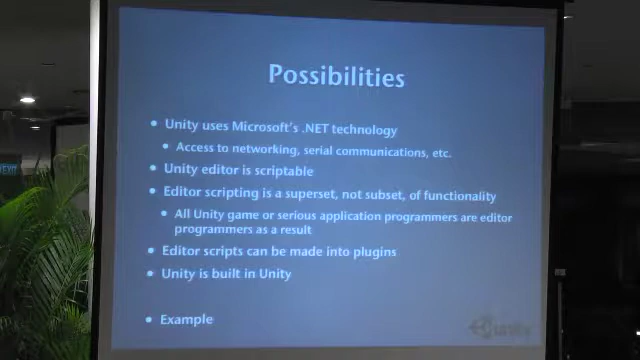 Possibilities
• Unity uses Microsoft's .NET technology
• Access to networking, serial communications, etc.
• Unity editor is scriptable
• Editor scripting is a superset, not subset, of functionality
• All Unity game or serious application programmers are editor
programmers as a result
• Editor scripts can be made into plugins
• Unity is built in Unity
• Example
unity